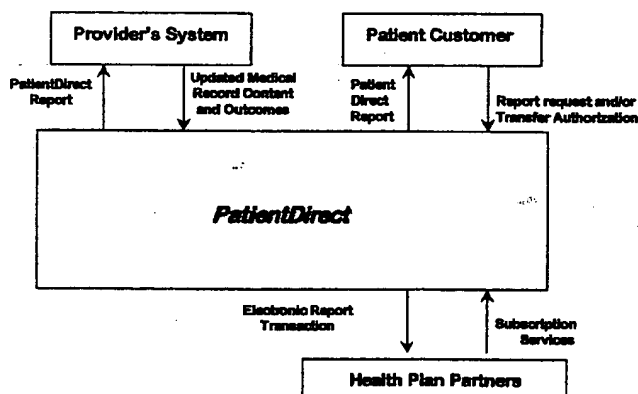 Provider's System
Patient Customer
PatientDirect
Report
Updated Medical
Record Content
and Outcomes
Patient
Direct
Report
Report request and/or
Transfer Authorization
PatientDirect
Electronic Report
Transaction
Subscription
Services
Health Plan Partners